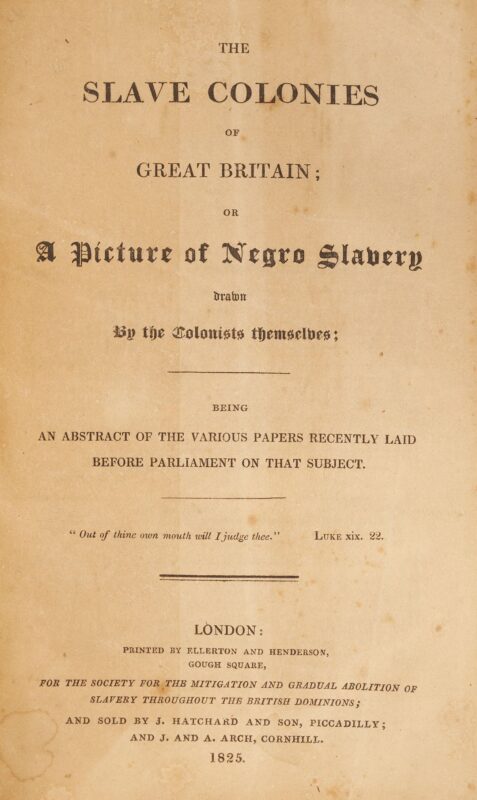 THE
SLAVE COLONIES
OF
GREAT BRITAIN;
OR
A Picture of Negro Slavery
drawn
By the Colonists themselves;
BEING
AN ABSTRACT OF THE VARIOUS PAPERS RECENTLY LAID
BEFORE PARLIAMENT ON THAT SUBJECT.
"Out of thine own mouth will I judge thee." LUKE xix. 22.
LONDON:
PRINTED BY ELLERTON AND HENDERSON,
GOUGH SQUARE,
FOR THE SOCIETY FOR THE MITIGATION AND GRADUAL ABOLITION OF
SLAVERY THROUGHOUT THE BRITISH DOMINIONS;
AND SOLD BY J. HATCHARD AND SON, PICCADILLY;
AND J. AND A. ARCH, CORNHILL.
1825.